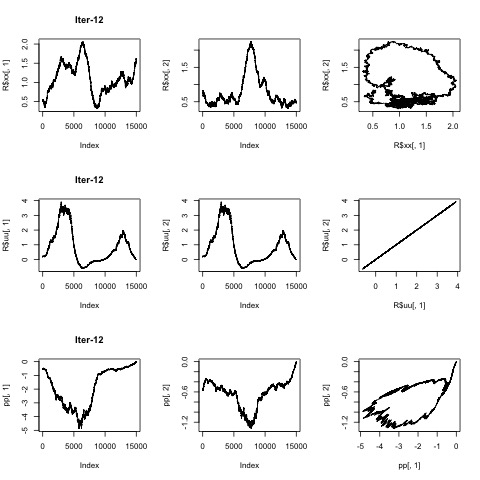 Iter-12
R$xx[, 1]
0.5 1.0 1.5 2.0
0 5000 10000 15000
Index
R$xx[, 2]
0.5 1.5
0 5000 10000 15000
Index
R$xx[, 2]
0.5 1.5
0.5 1.0 1.5 2.0
R$xx[, 1]
Iter-12
R$uu[, 1]
0 1 2 3 4
0 5000 10000 15000
Index
R$uu[, 2]
0 1 2 3 4
0 5000 10000 15000
Index
R$uu[, 2]
0 1 2 3 4
0 1 2 3 4
R$uu[, 1]
Iter-12
pp[, 1]
-5 -4 -3 -2 -1 0
0 5000 10000 15000
Index
pp[, 2]
-1.2 -0.6 0.0
0 5000 10000 15000
Index
pp[, 2]
-1.2 -0.6 0.0
-5 -4 -3 -2 -1 0
pp[, 1]